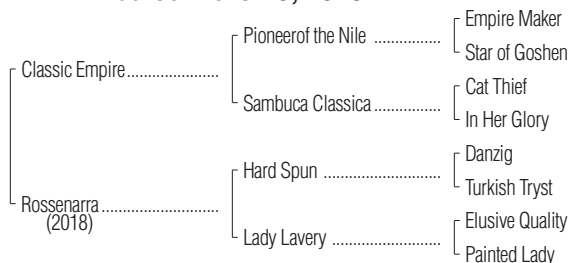 Pioneerof the Nile
Empire Maker
Star of Goshen
Classic Empire
Sambuca Classica
Cat Thief
In Her Glory
Hard Spun
Danzig
Turkish Tryst
Rossenarra
(2018)
Lady Lavery
Elusive Quality
Painted Lady